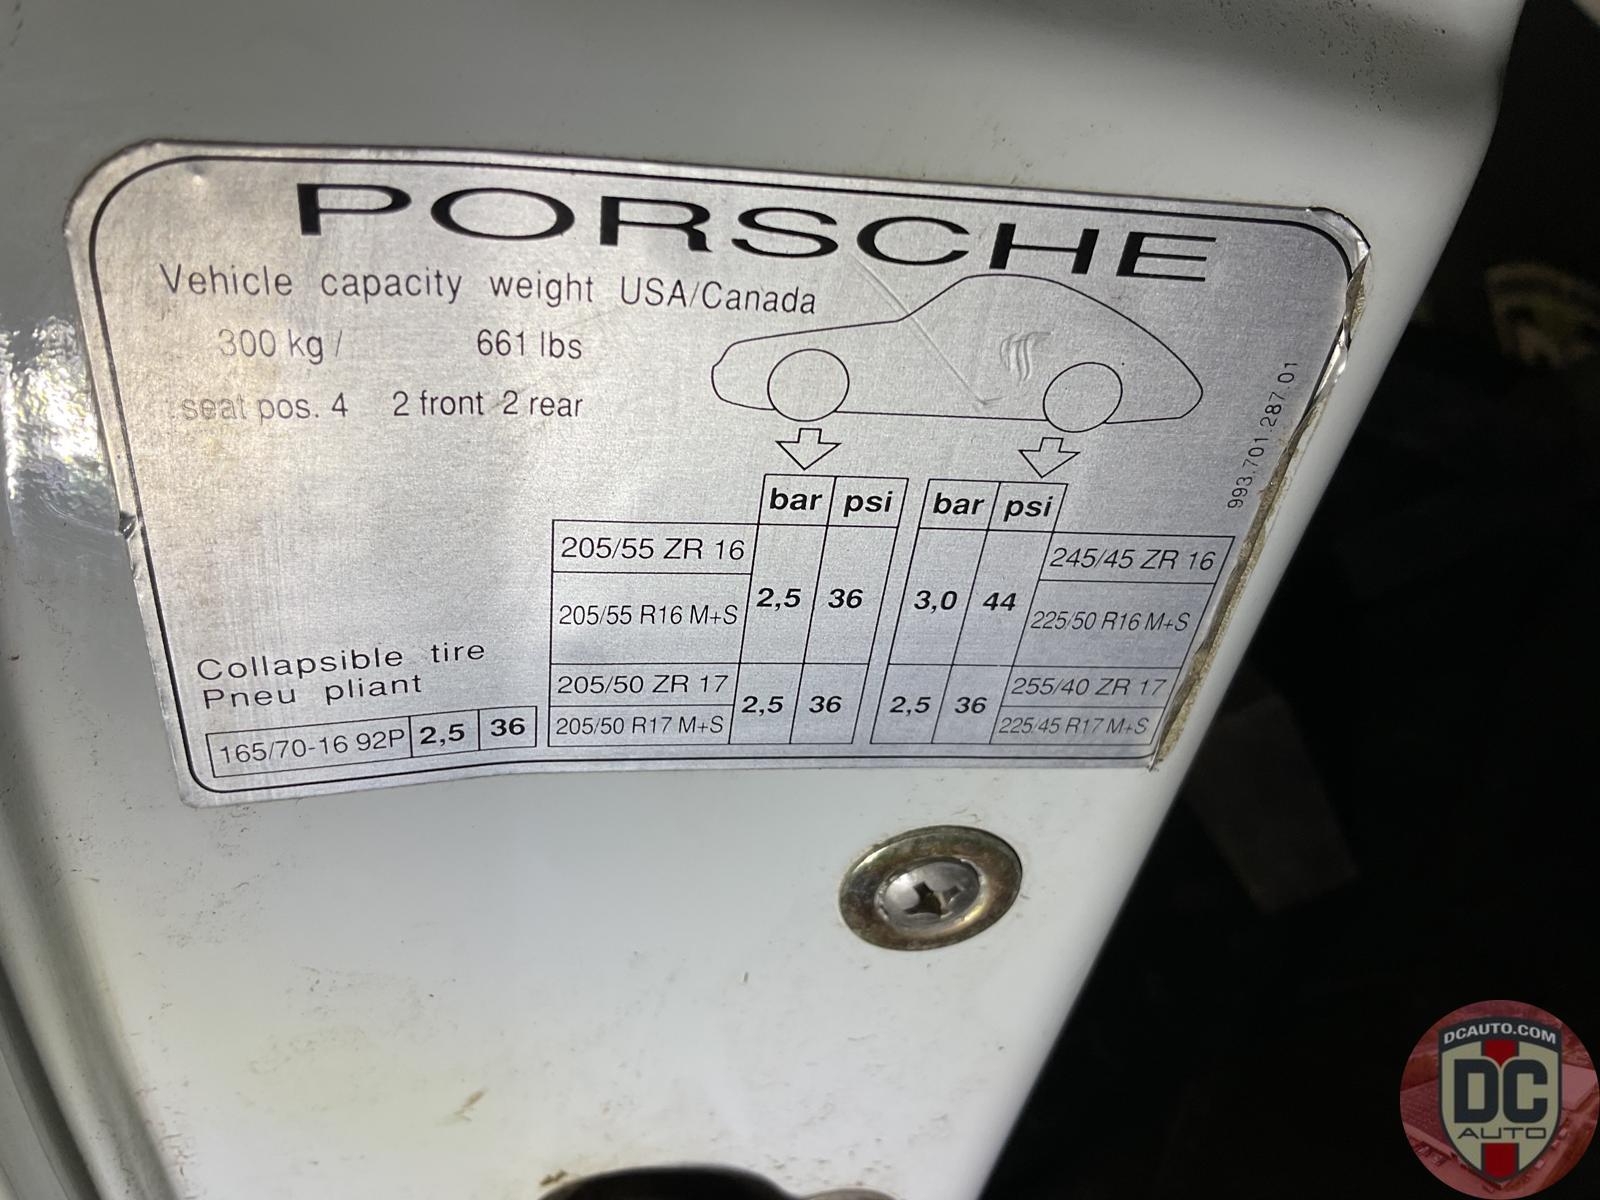 PORSCHE
Vehicle capacity weight USA/Canada
300 kg / 661 lbs
seat pos. 4 2 front 2 rear
993.701.287.01
bar psi bar psi
205/55 ZR 16 245/45 ZR 16
205/55 R16 M+S 2,5 36 3,0 44 225/50 R16 M+S
205/50 ZR 17 255/40 ZR 17
2,5 36 2,5 36
205/50 R17 M+S 225/45 R17 M+S
Collapsible tire
Pneu pliant
165/70-16 92P 2,5 36
DCAUTO.COM
DC
AUTO